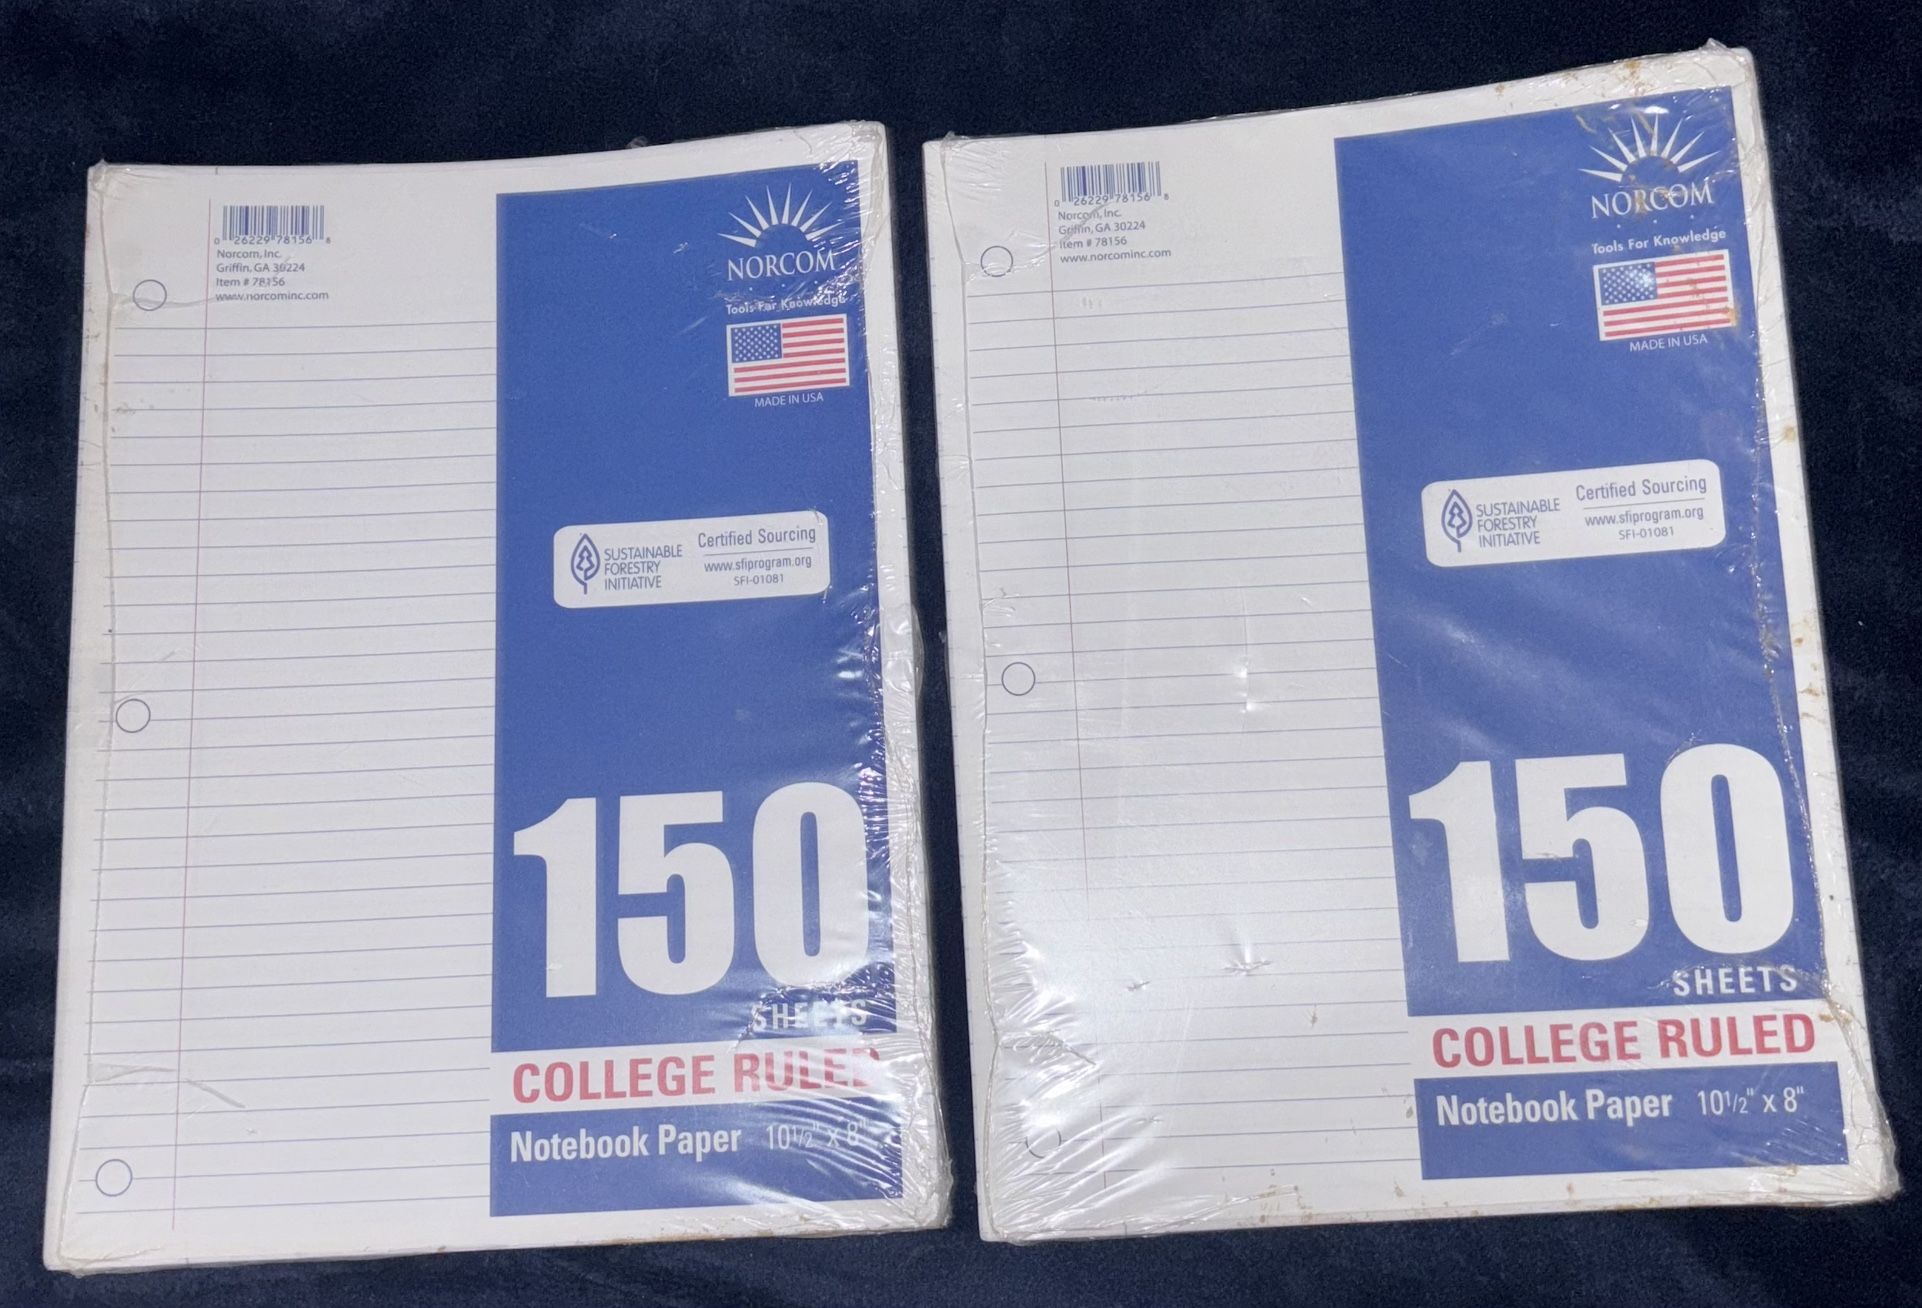 0 26229 78156 8
Norcom, Inc.
Griffin, GA 30224
Item # 78156
www.norcominc.com
NORCOM
Tools For Knowledge
MADE IN USA
SUSTAINABLE
FORESTRY
INITIATIVE
Certified Sourcing
www.sfiprogram.org
SFI-01081
150
SHEETS
COLLEGE RULED
Notebook Paper 10 1/2" x 8"
0 26229 78156 8
Norcom, Inc.
Griffin, GA 30224
Item # 78156
www.norcominc.com
NORCOM
Tools For Knowledge
MADE IN USA
SUSTAINABLE
FORESTRY
INITIATIVE
Certified Sourcing
www.sfiprogram.org
SFI-01081
150
SHEETS
COLLEGE RULED
Notebook Paper 10 1/2" x 8"